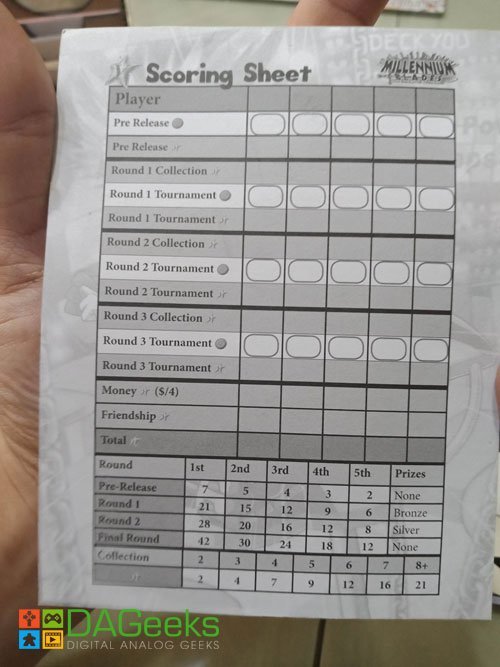 Scoring Sheet
MILLENNIUM
BLADES
Player
Pre Release
Pre Release
Round 1 Collection
Round 1 Tournament
Round 1 Tournament
Round 2 Collection
Round 2 Tournament
Round 2 Tournament
Round 3 Collection
Round 3 Tournament
Round 3 Tournament
Money ($/4)
Friendship
Total
Round 1st 2nd 3rd 4th 5th Prizes
Pre-Release 7 5 4 3 2 None
Round 1 21 15 12 9 6 Bronze
Round 2 28 20 16 12 8 Silver
Final Round 42 30 24 18 12 None
Collection 2 3 4 5 6 7 8+
2 4 7 9 12 16 21
DAGeeks
DIGITAL ANALOG GEEKS